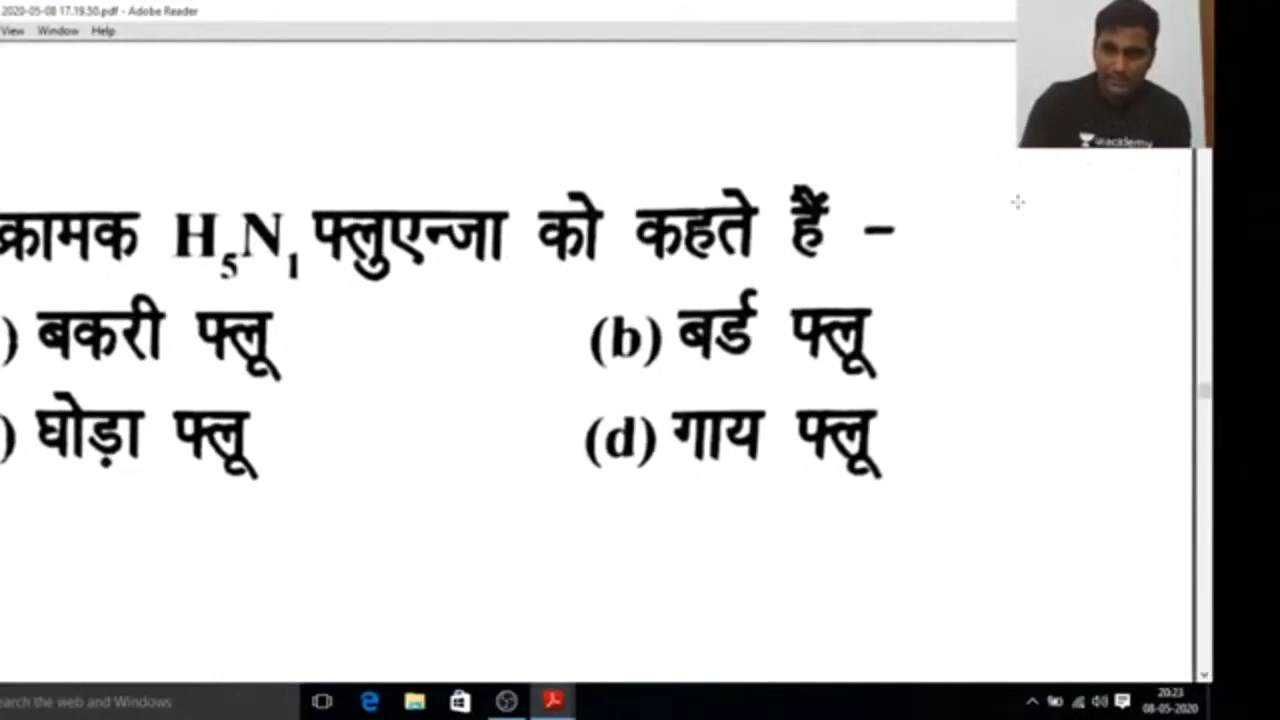 2020-05-08 17.19.50.pdf - Adobe Reader
View Window Help
unacademy
क्रामक H₅N₁ फ्लुएन्जा को कहते हैं -
) बकरी फ्लू (b) बर्ड फ्लू
) घोड़ा फ्लू (d) गाय फ्लू
earch the web and Windows
20:23
08-05-2020